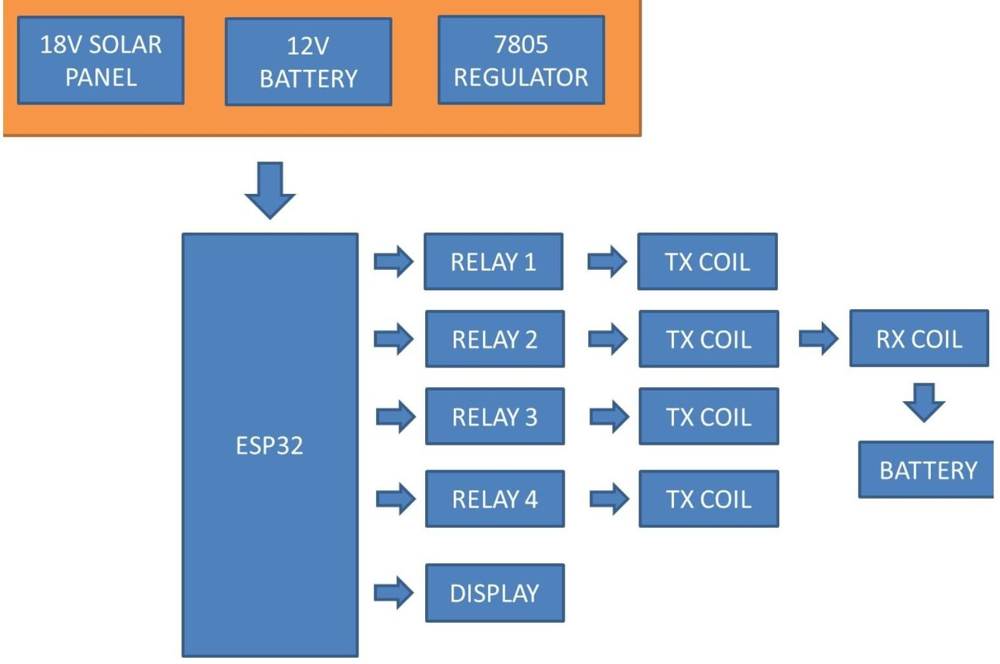 18V SOLAR
PANEL
12V
BATTERY
7805
REGULATOR
RELAY 1
TX COIL
RELAY 2
TX COIL
RX COIL
RELAY 3
TX COIL
ESP32
BATTERY
RELAY 4
TX COIL
DISPLAY